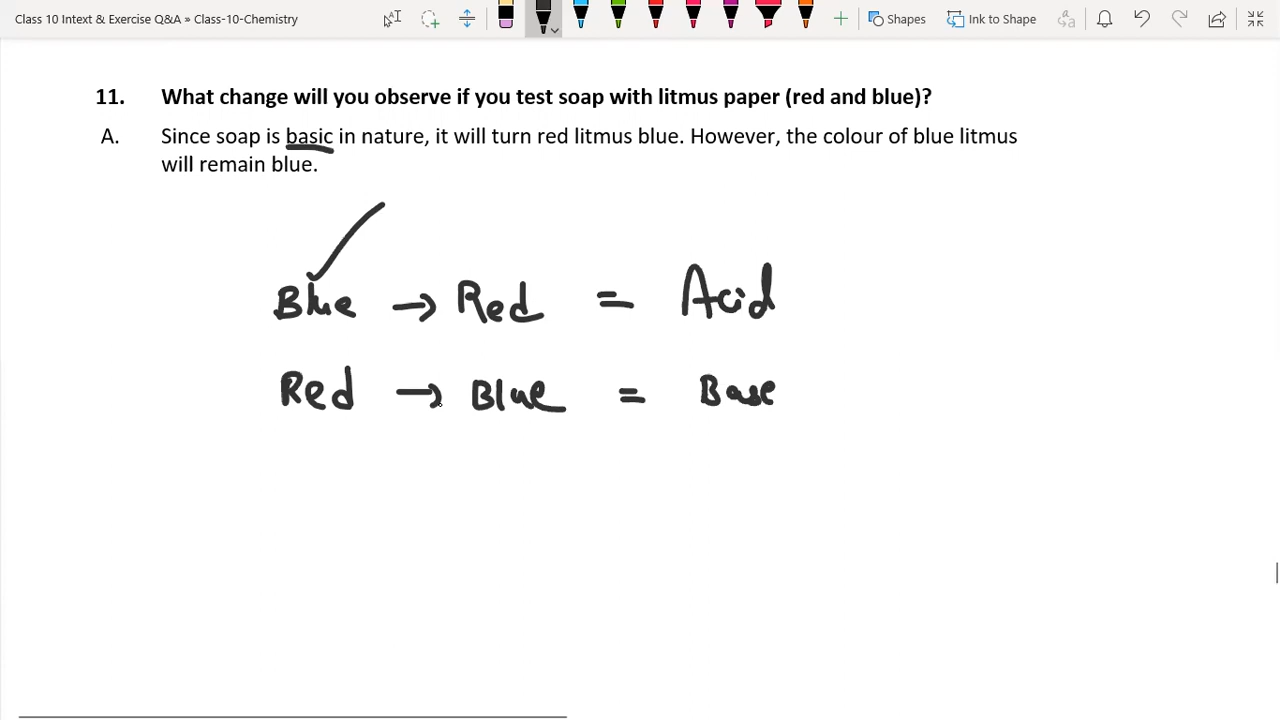 Class 10 Intext & Exercise Q&A » Class-10-Chemistry
Shapes
Ink to Shape
11. What change will you observe if you test soap with litmus paper (red and blue)?
A. Since soap is basic in nature, it will turn red litmus blue. However, the colour of blue litmus
will remain blue.
Blue → Red = Acid
Red → Blue = Base